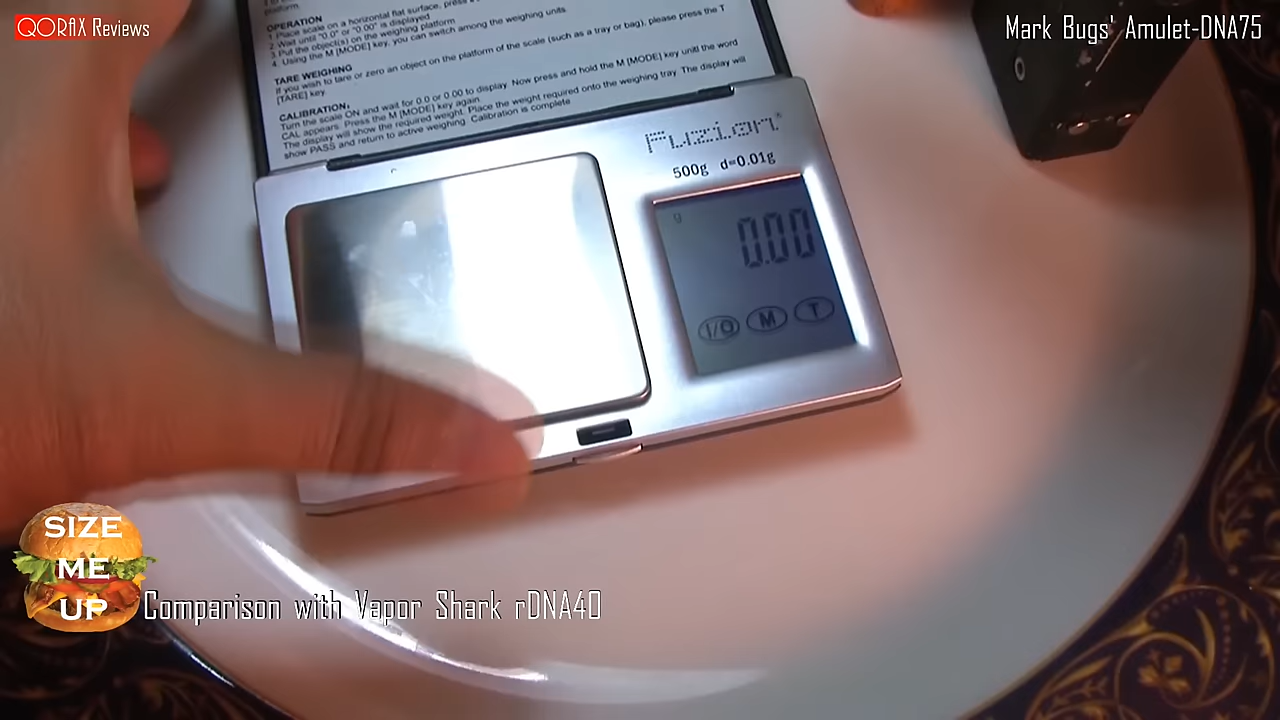 QORAX Reviews
Mark Bugs' Amulet-DNA75
platform.
OPERATION
1 Place scale on a horizontal flat surface, press
2 Wait until "0.0" or "0.00" is displayed
3 Put the object(s) on the weighing platform
4. Using the M [MODE] key, you can switch among the weighing units
TARE WEIGHING
If you wish to tare or zero an object on the platform of the scale (such as a tray or bag), please press the T
[TARE] key.
CALIBRATION.
Turn the scale ON and wait for 0.0 or 0.00 to display. Now press and hold the M [MODE] key until the word
CAL appears. Press the M [MODE] key again
The display will show the required weight. Place the weight required onto the weighing tray. The display will
show PASS and return to active weighing. Calibration is complete
Fuzion
500g d=0.01g
g
0.00
I/O M T
SIZE
ME
UP
Comparison with Vapor Shark rDNA40